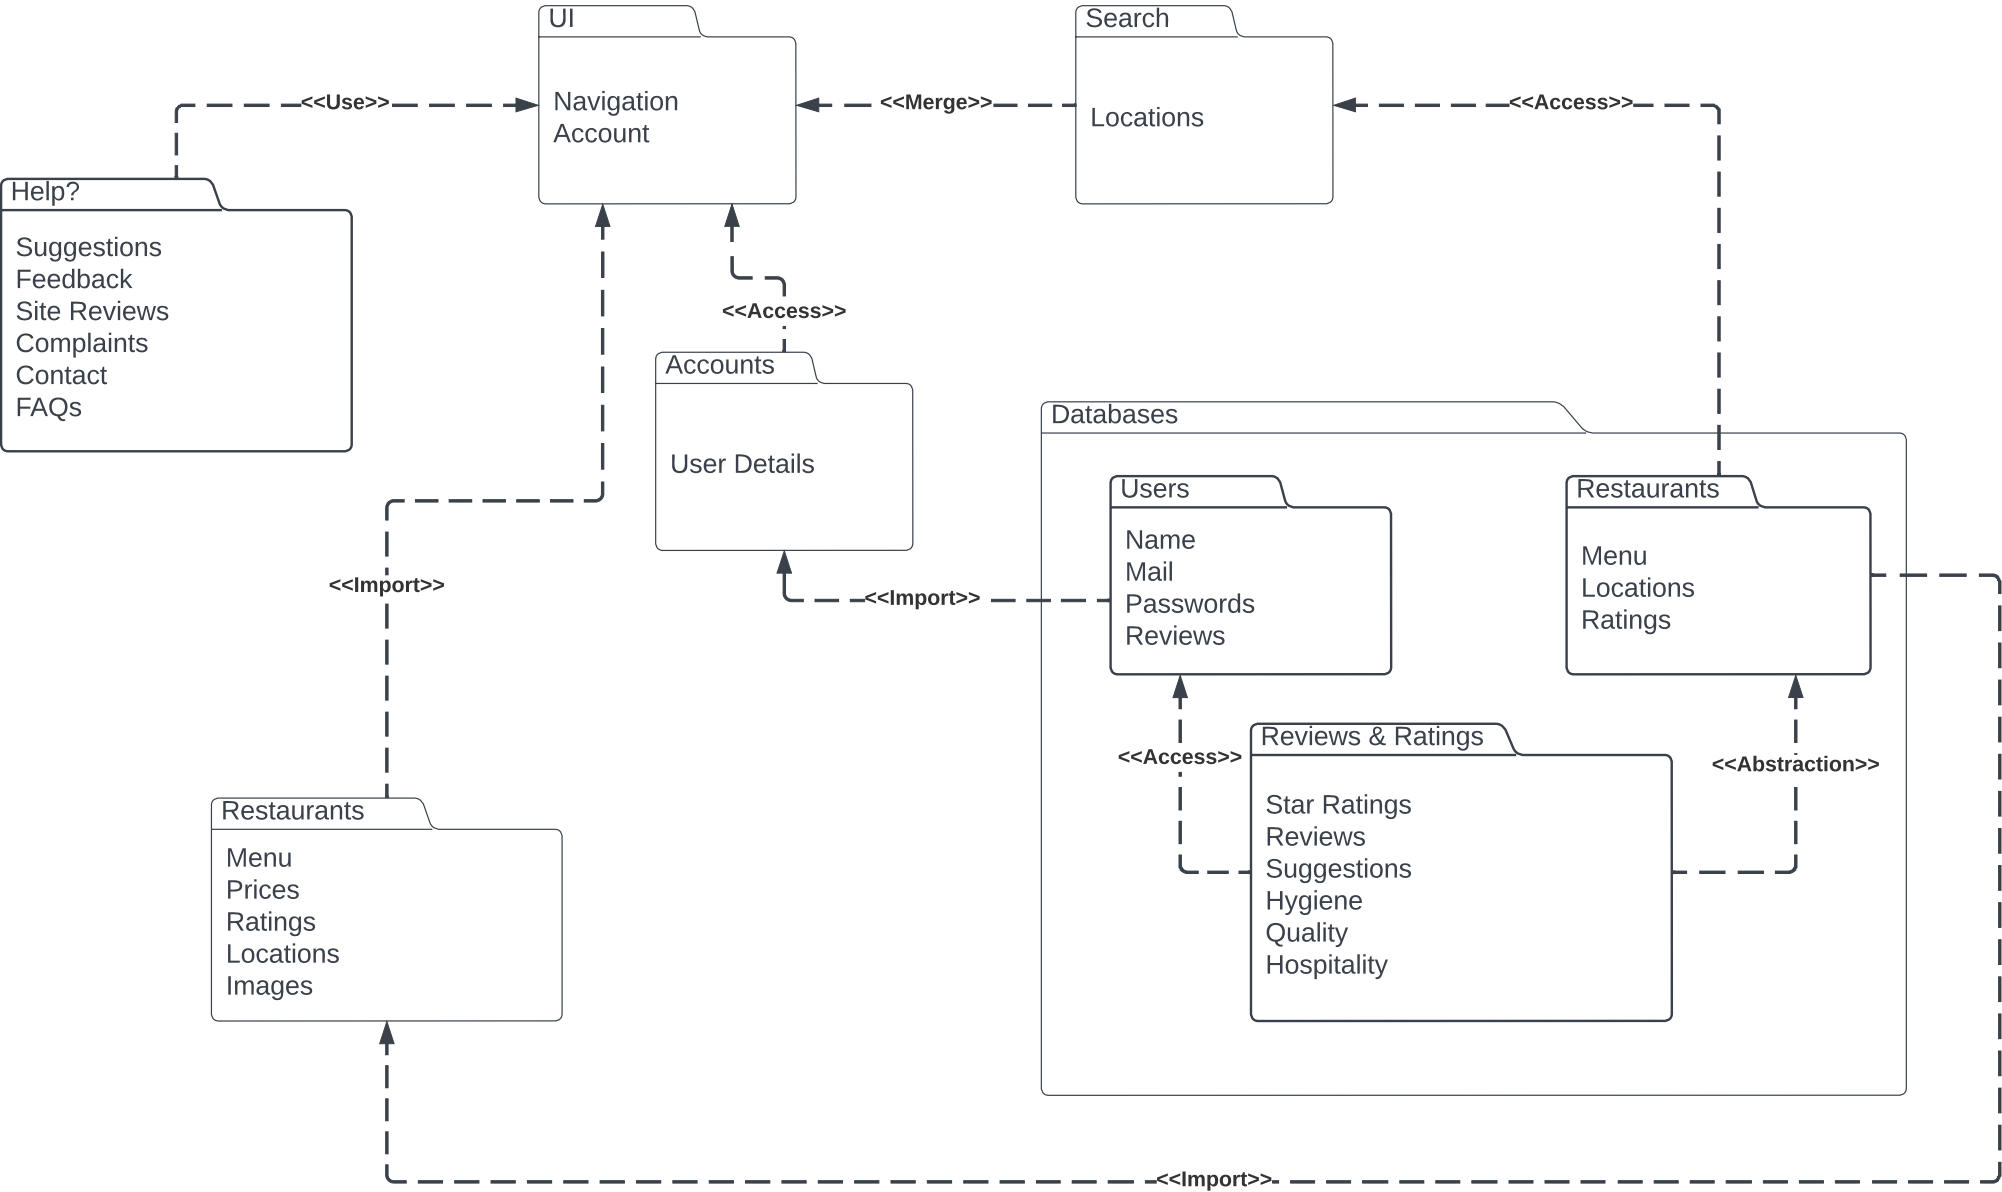 UI
Navigation
Account
Search
Locations
<<Use>>
<<Merge>>
<<Access>>
Help?
Suggestions
Feedback
Site Reviews
Complaints
Contact
FAQs
<<Access>>
Accounts
User Details
<<Import>>
<<Import>>
Databases
Users
Name
Mail
Passwords
Reviews
Restaurants
Menu
Locations
Ratings
<<Access>>
<<Abstraction>>
Reviews & Ratings
Star Ratings
Reviews
Suggestions
Hygiene
Quality
Hospitality
Restaurants
Menu
Prices
Ratings
Locations
Images
<<Import>>